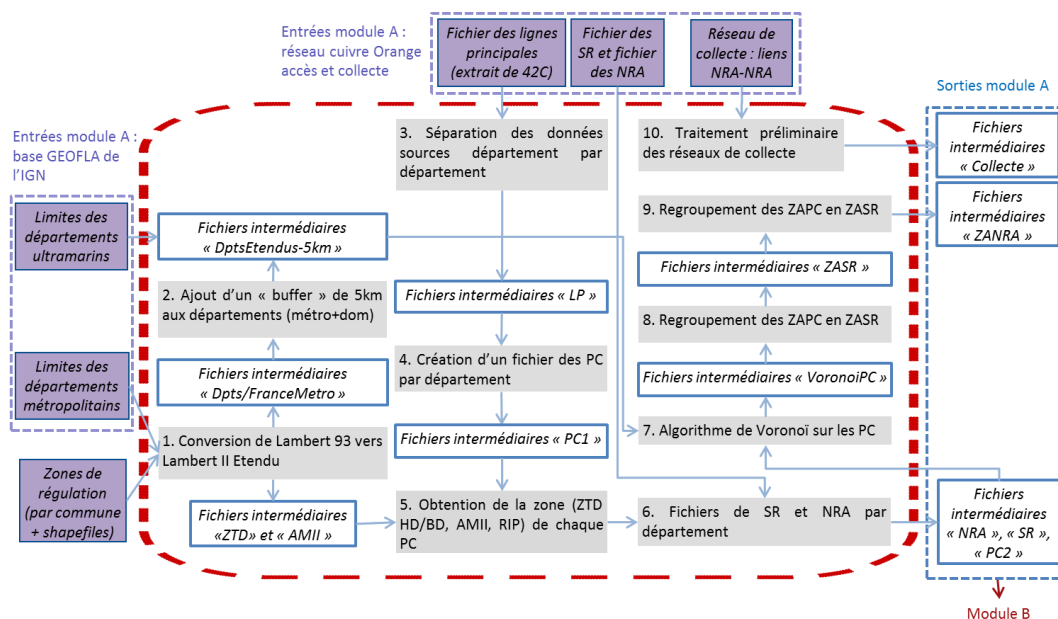 Entrées module A :
réseau cuivre Orange
accès et collecte
Fichier des lignes
principales
(extrait de 42C)
Fichier des
SR et fichier
des NRA
Réseau de
collecte : liens
NRA-NRA
Sorties module A
Entrées module A :
base GEOFLA de
l'IGN
Limites des
départements
ultramarins
Limites des
départements
métropolitains
Zones de
régulation
(par commune
+ shapefiles)
Fichiers intermédiaires
« DptsEtendus-5km »
2. Ajout d'un « buffer » de 5km
aux départements (métro+dom)
Fichiers intermédiaires
« Dpts/FranceMetro »
1. Conversion de Lambert 93 vers
Lambert II Etendu
Fichiers intermédiaires
«ZTD» et « AMII»
3. Séparation des données
sources département par
département
Fichiers intermédiaires « LP »
4. Création d'un fichier des PC
par département
Fichiers intermédiaires « PC1 »
5. Obtention de la zone (ZTD
HD/BD, AMII, RIP) de chaque
PC
10. Traitement préliminaire
des réseaux de collecte
9. Regroupement des ZAPC en ZASR
Fichiers intermédiaires « ZASR »
8. Regroupement des ZAPC en ZASR
Fichiers intermédiaires « VoronoiPC »
7. Algorithme de Voronoï sur les PC
6. Fichiers de SR et NRA par
département
Fichiers
intermédiaires
« Collecte »
Fichiers
intermédiaires
« ZANRA »
Fichiers
intermédiaires
« NRA », « SR »,
« PC2 »
Module B